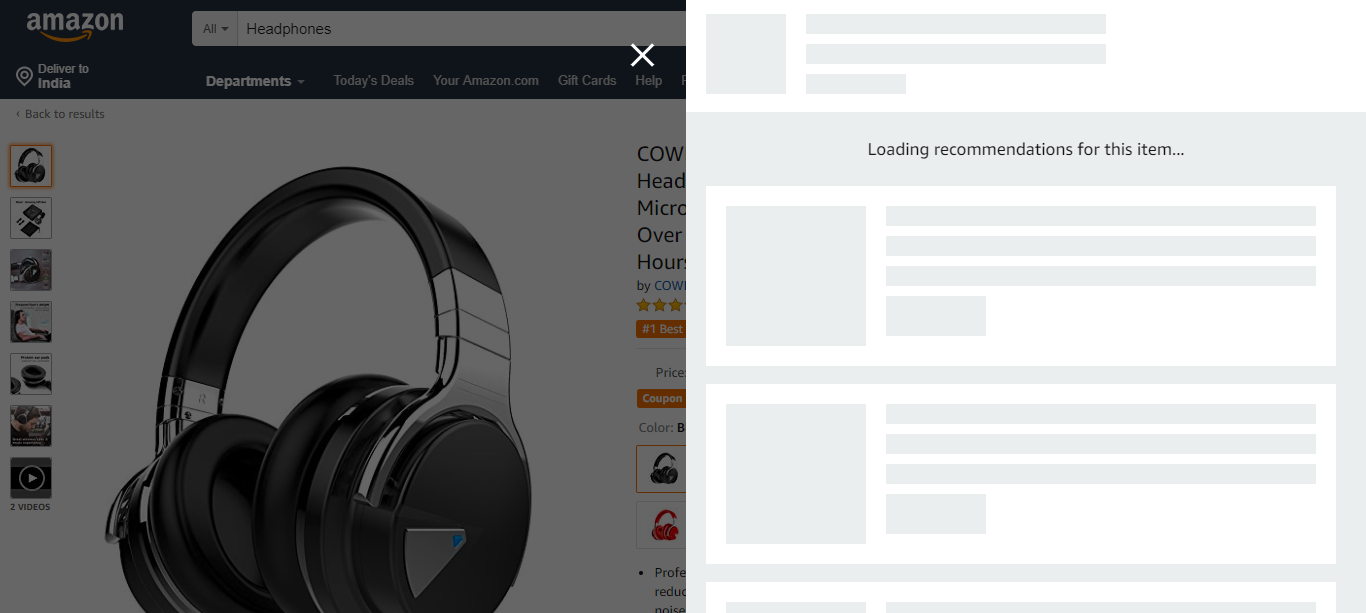 amazon
All
Headphones
Deliver to
India
Departments
Today's Deals
Your Amazon.com
Gift Cards
Help
‹ Back to results
2 VIDEOS
COW
Head
Micro
Over
Hours
by COWI
#1 Best
Price:
Coupon
Color: B
• Profe
reduc
noise
Loading recommendations for this item...